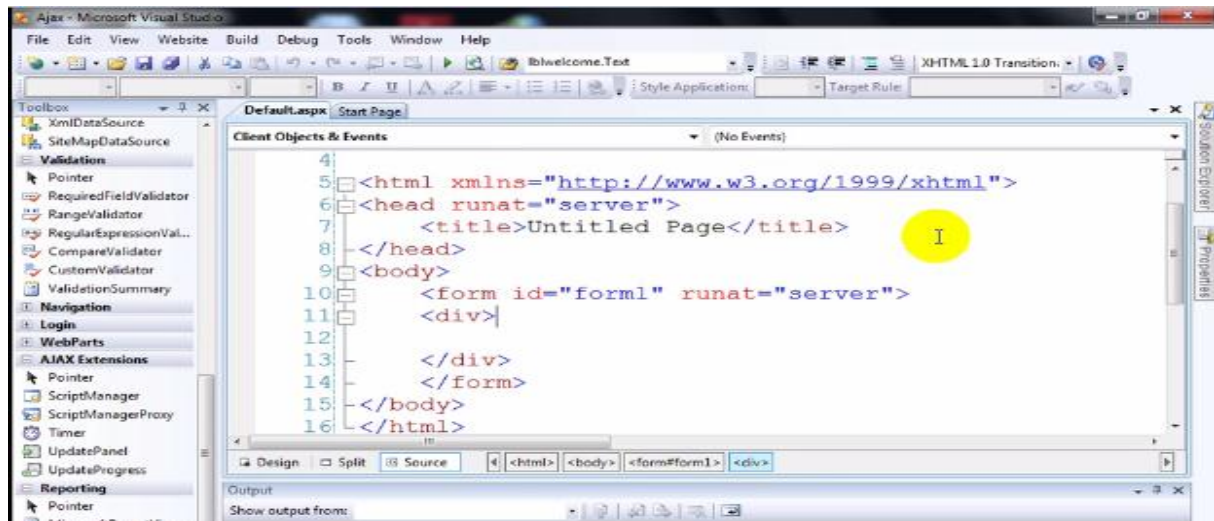 Ajax - Microsoft Visual Studio
File Edit View Website Build Debug Tools Window Help
lblwelcome.Text XHTML 1.0 Transition:
B I U A Style Application: Target Rule:
Toolbox
XmlDataSource
SiteMapDataSource
Validation
Pointer
RequiredFieldValidator
RangeValidator
RegularExpressionVal...
CompareValidator
CustomValidator
ValidationSummary
Navigation
Login
WebParts
AJAX Extensions
Pointer
ScriptManager
ScriptManagerProxy
Timer
UpdatePanel
UpdateProgress
Reporting
Pointer
Default.aspx Start Page
Client Objects & Events (No Events)
4
5 <html xmlns="http://www.w3.org/1999/xhtml">
6 <head runat="server">
7 <title>Untitled Page</title>
8 </head>
9 <body>
10 <form id="form1" runat="server">
11 <div>
12
13 </div>
14 </form>
15 </body>
16 </html>
Design Split Source <html> <body> <form#form1> <div>
Output
Show output from:
Solution Explorer
Properties